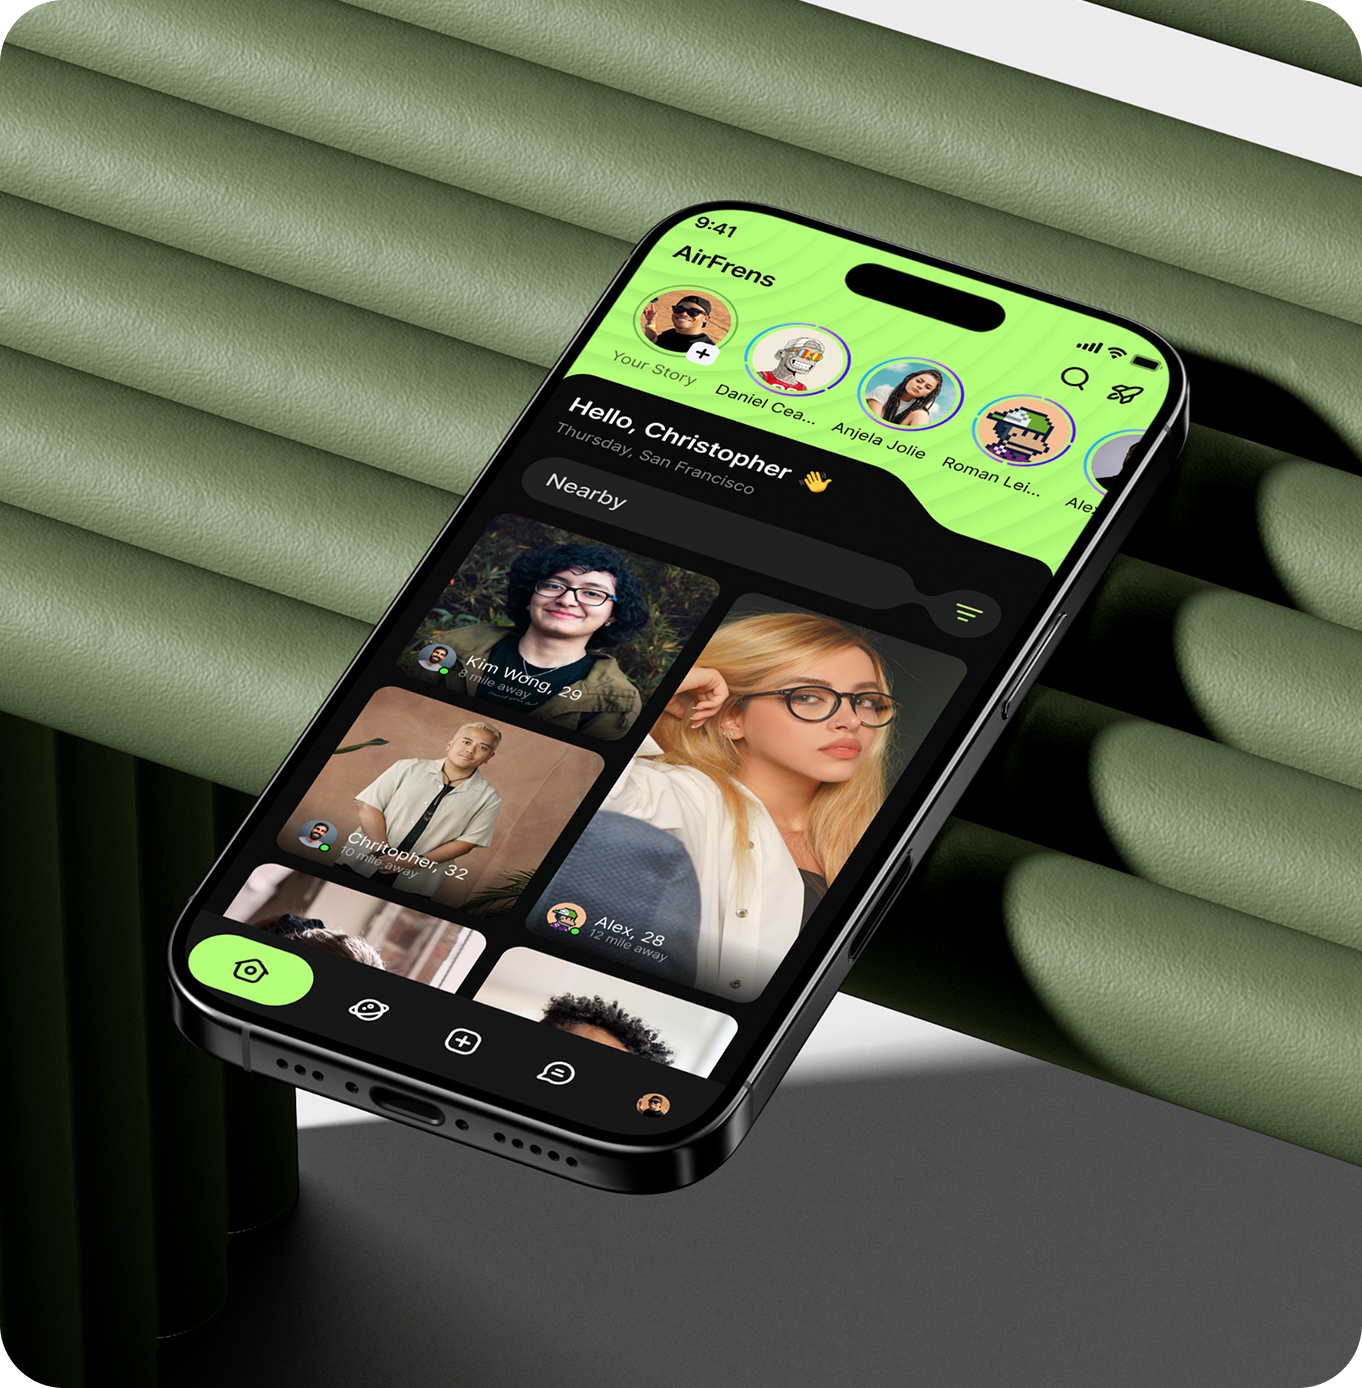 9:41
AirFrens
Your Story
Daniel Cea...
Anjela Jolie
Roman Lei...
Alex
Hello, Christopher 👋
Thursday, San Francisco
Nearby
Kim Wong, 29
8 mile away
Chritopher, 32
10 mile away
Alex, 28
12 mile away